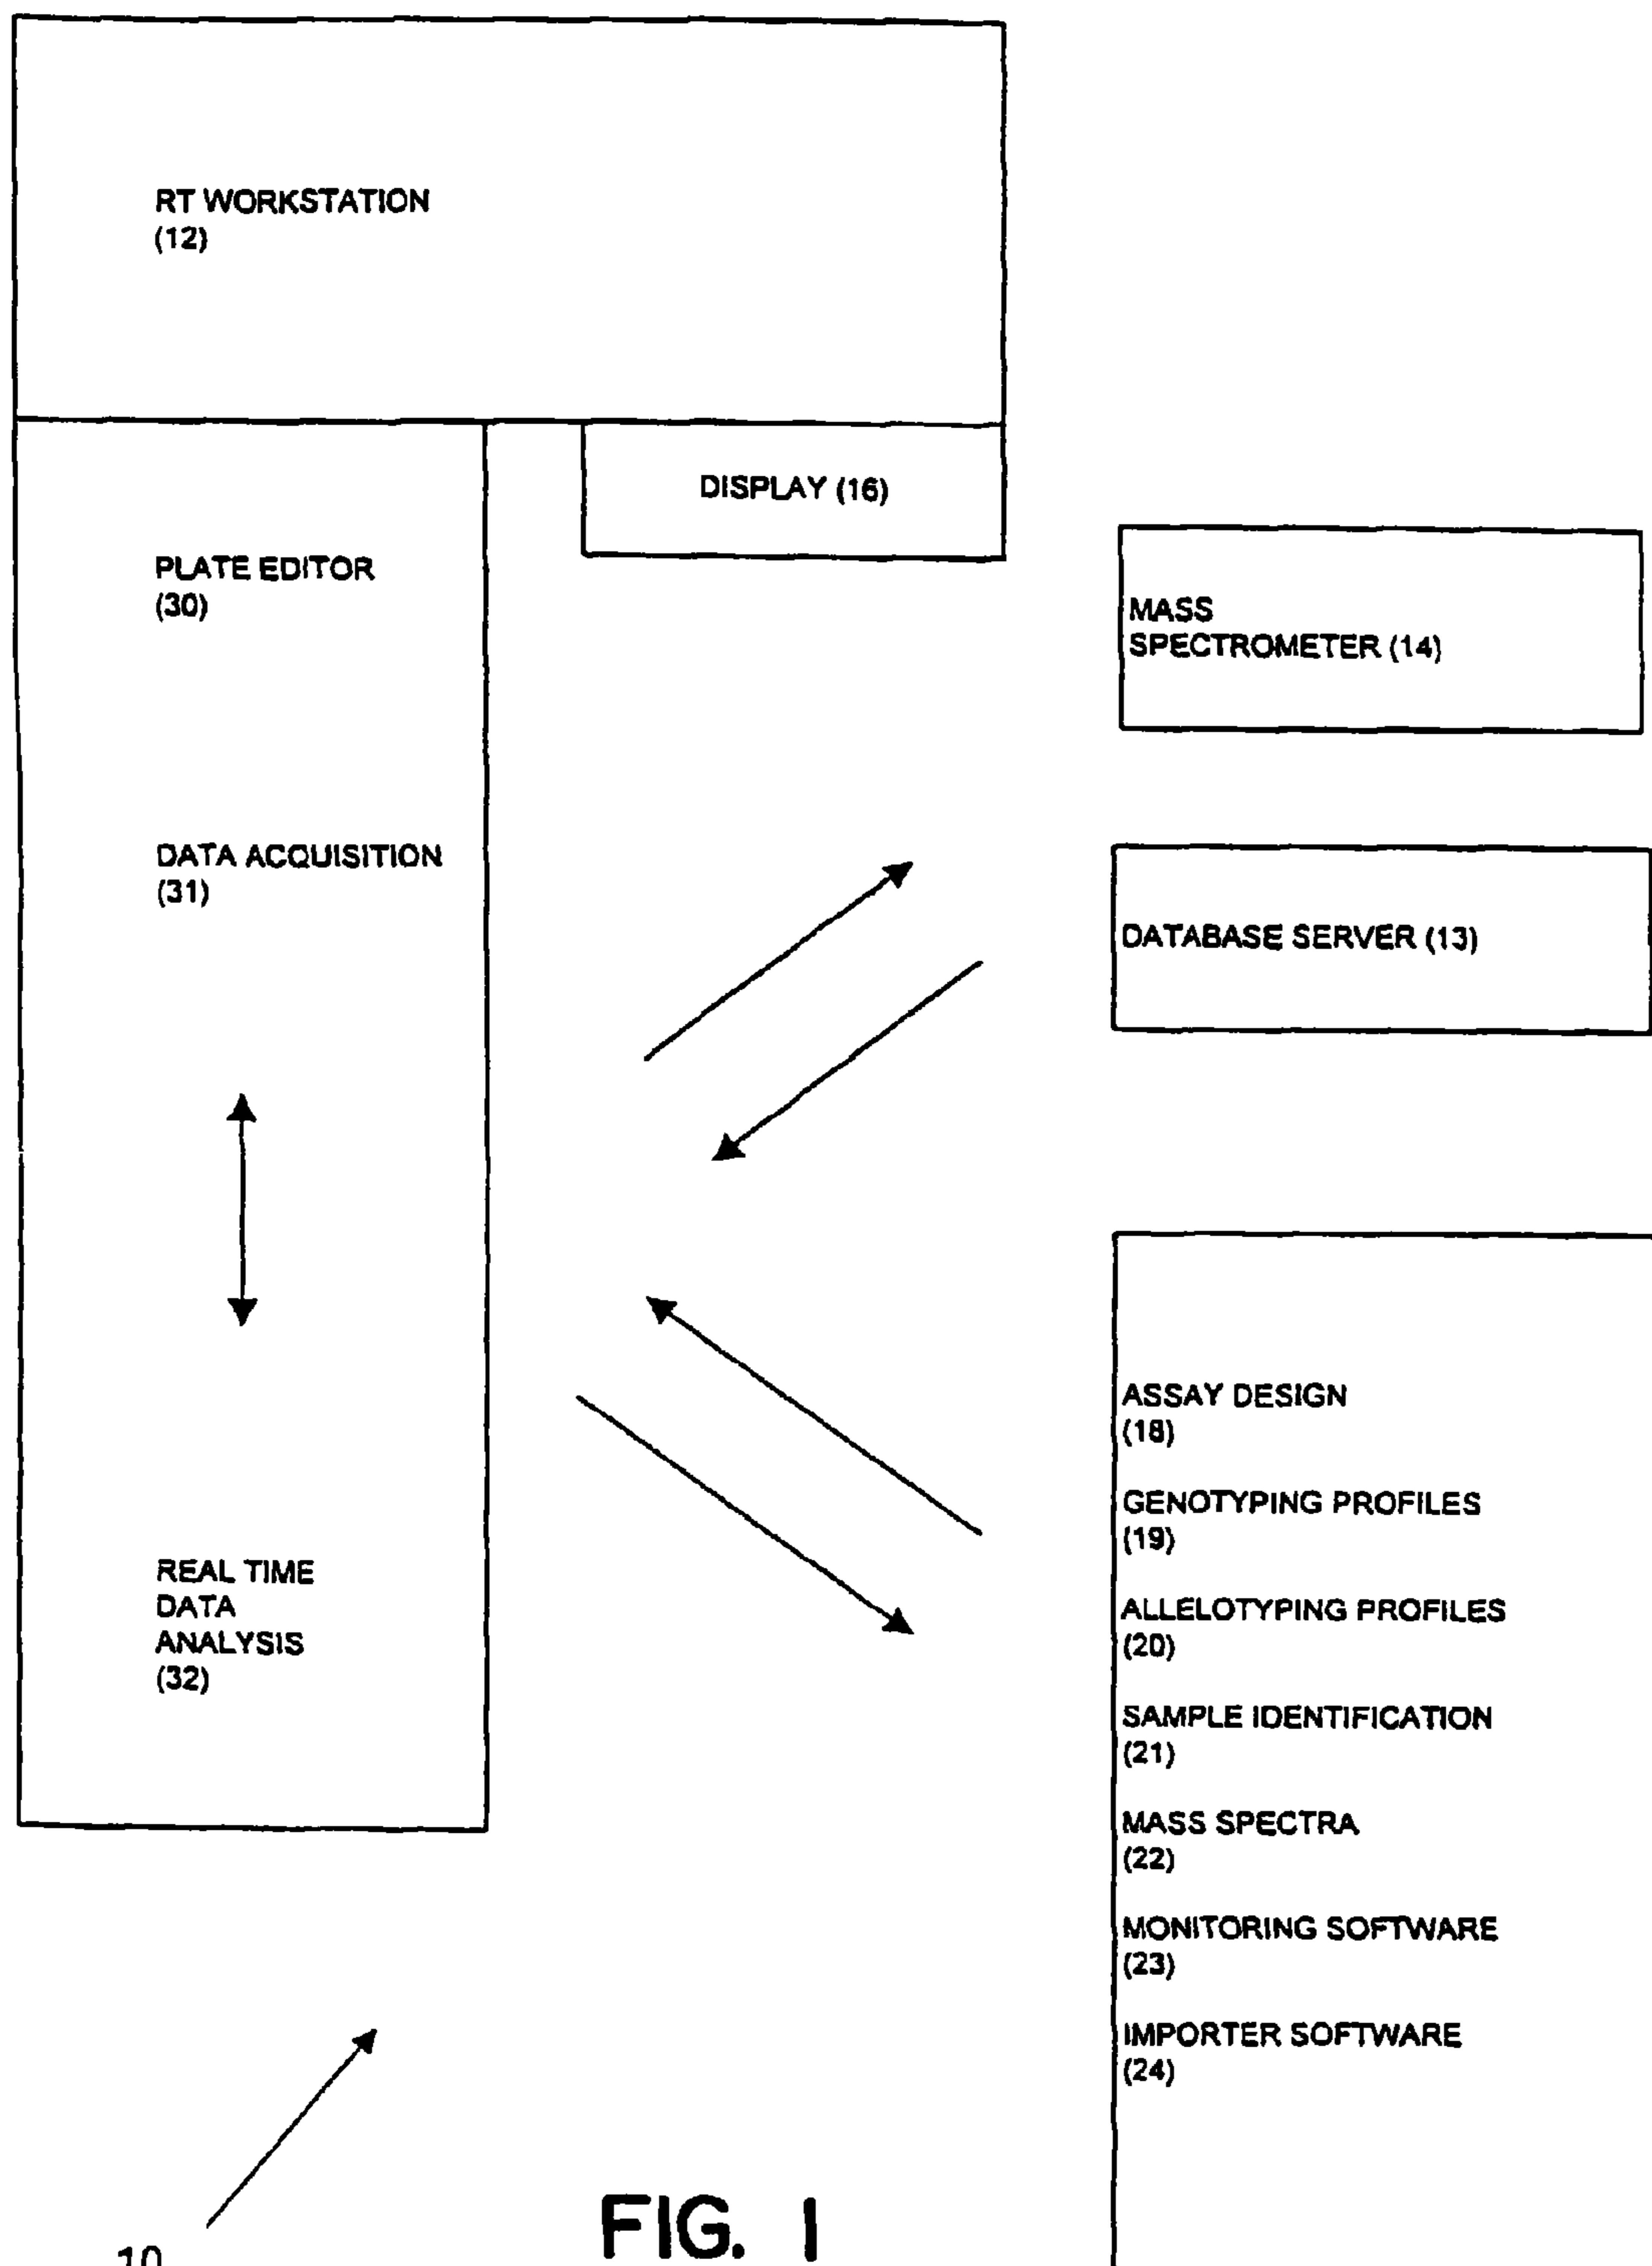 RT WORKSTATION
(12)
DISPLAY (16)
PLATE EDITOR
(30)
MASS
SPECTROMETER (14)
DATA ACQUISITION
(31)
DATABASE SERVER (13)
ASSAY DESIGN
(18)
GENOTYPING PROFILES
(19)
ALLELOTYPING PROFILES
(20)
REAL TIME
DATA
ANALYSIS
(32)
SAMPLE IDENTIFICATION
(21)
MASS SPECTRA
(22)
MONITORING SOFTWARE
(23)
IMPORTER SOFTWARE
(24)
10
FIG. 1